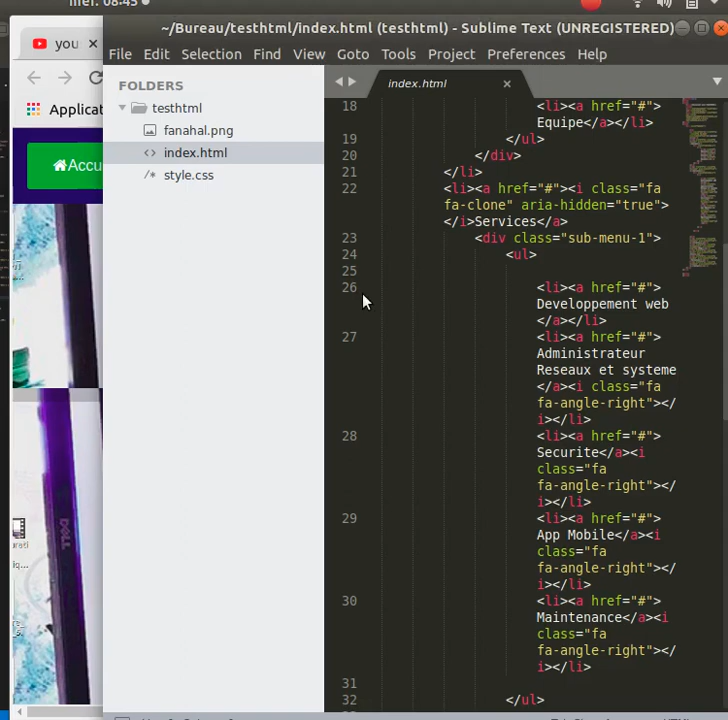 mer. 08:45
~/Bureau/testhtml/index.html (testhtml) - Sublime Text (UNREGISTERED)
you
File Edit Selection Find View Goto Tools Project Preferences Help
FOLDERS
testhtml
fanahal.png
index.html
style.css
Applicat
Accu
DELL
index.html
18 <li><a href="#">
Equipe</a></li>
19 </ul>
20 </div>
21 </li>
22 <li><a href="#"><i class="fa
fa-clone" aria-hidden="true">
</i>Services</a>
23 <div class="sub-menu-1">
24 <ul>
25
26 <li><a href="#">
Developpement web
</a></li>
27 <li><a href="#">
Administrateur
Reseaux et systeme
</a><i class="fa
fa-angle-right"></
i></li>
28 <li><a href="#">
Securite</a><i
class="fa
fa-angle-right"></
i></li>
29 <li><a href="#">
App Mobile</a><i
class="fa
fa-angle-right"></
i></li>
30 <li><a href="#">
Maintenance</a><i
class="fa
fa-angle-right"></
i></li>
31
32 </ul>